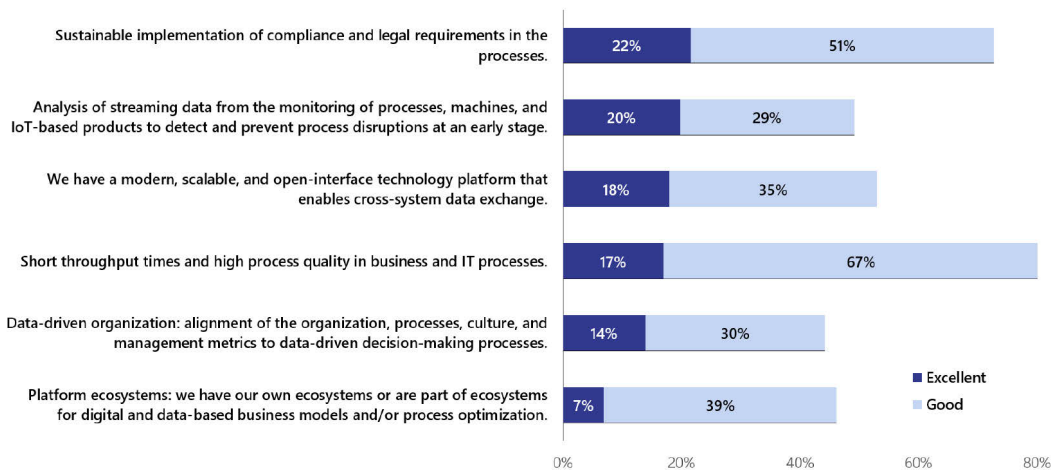 Sustainable implementation of compliance and legal requirements in the
processes.
22%
51%
Analysis of streaming data from the monitoring of processes, machines, and
IoT-based products to detect and prevent process disruptions at an early stage.
20%
29%
We have a modern, scalable, and open-interface technology platform that
enables cross-system data exchange.
18%
35%
Short throughput times and high process quality in business and IT processes.
17%
67%
Data-driven organization: alignment of the organization, processes, culture, and
management metrics to data-driven decision-making processes.
14%
30%
Platform ecosystems: we have our own ecosystems or are part of ecosystems
for digital and data-based business models and/or process optimization.
7%
39%
Excellent
Good
0%
20%
40%
60%
80%